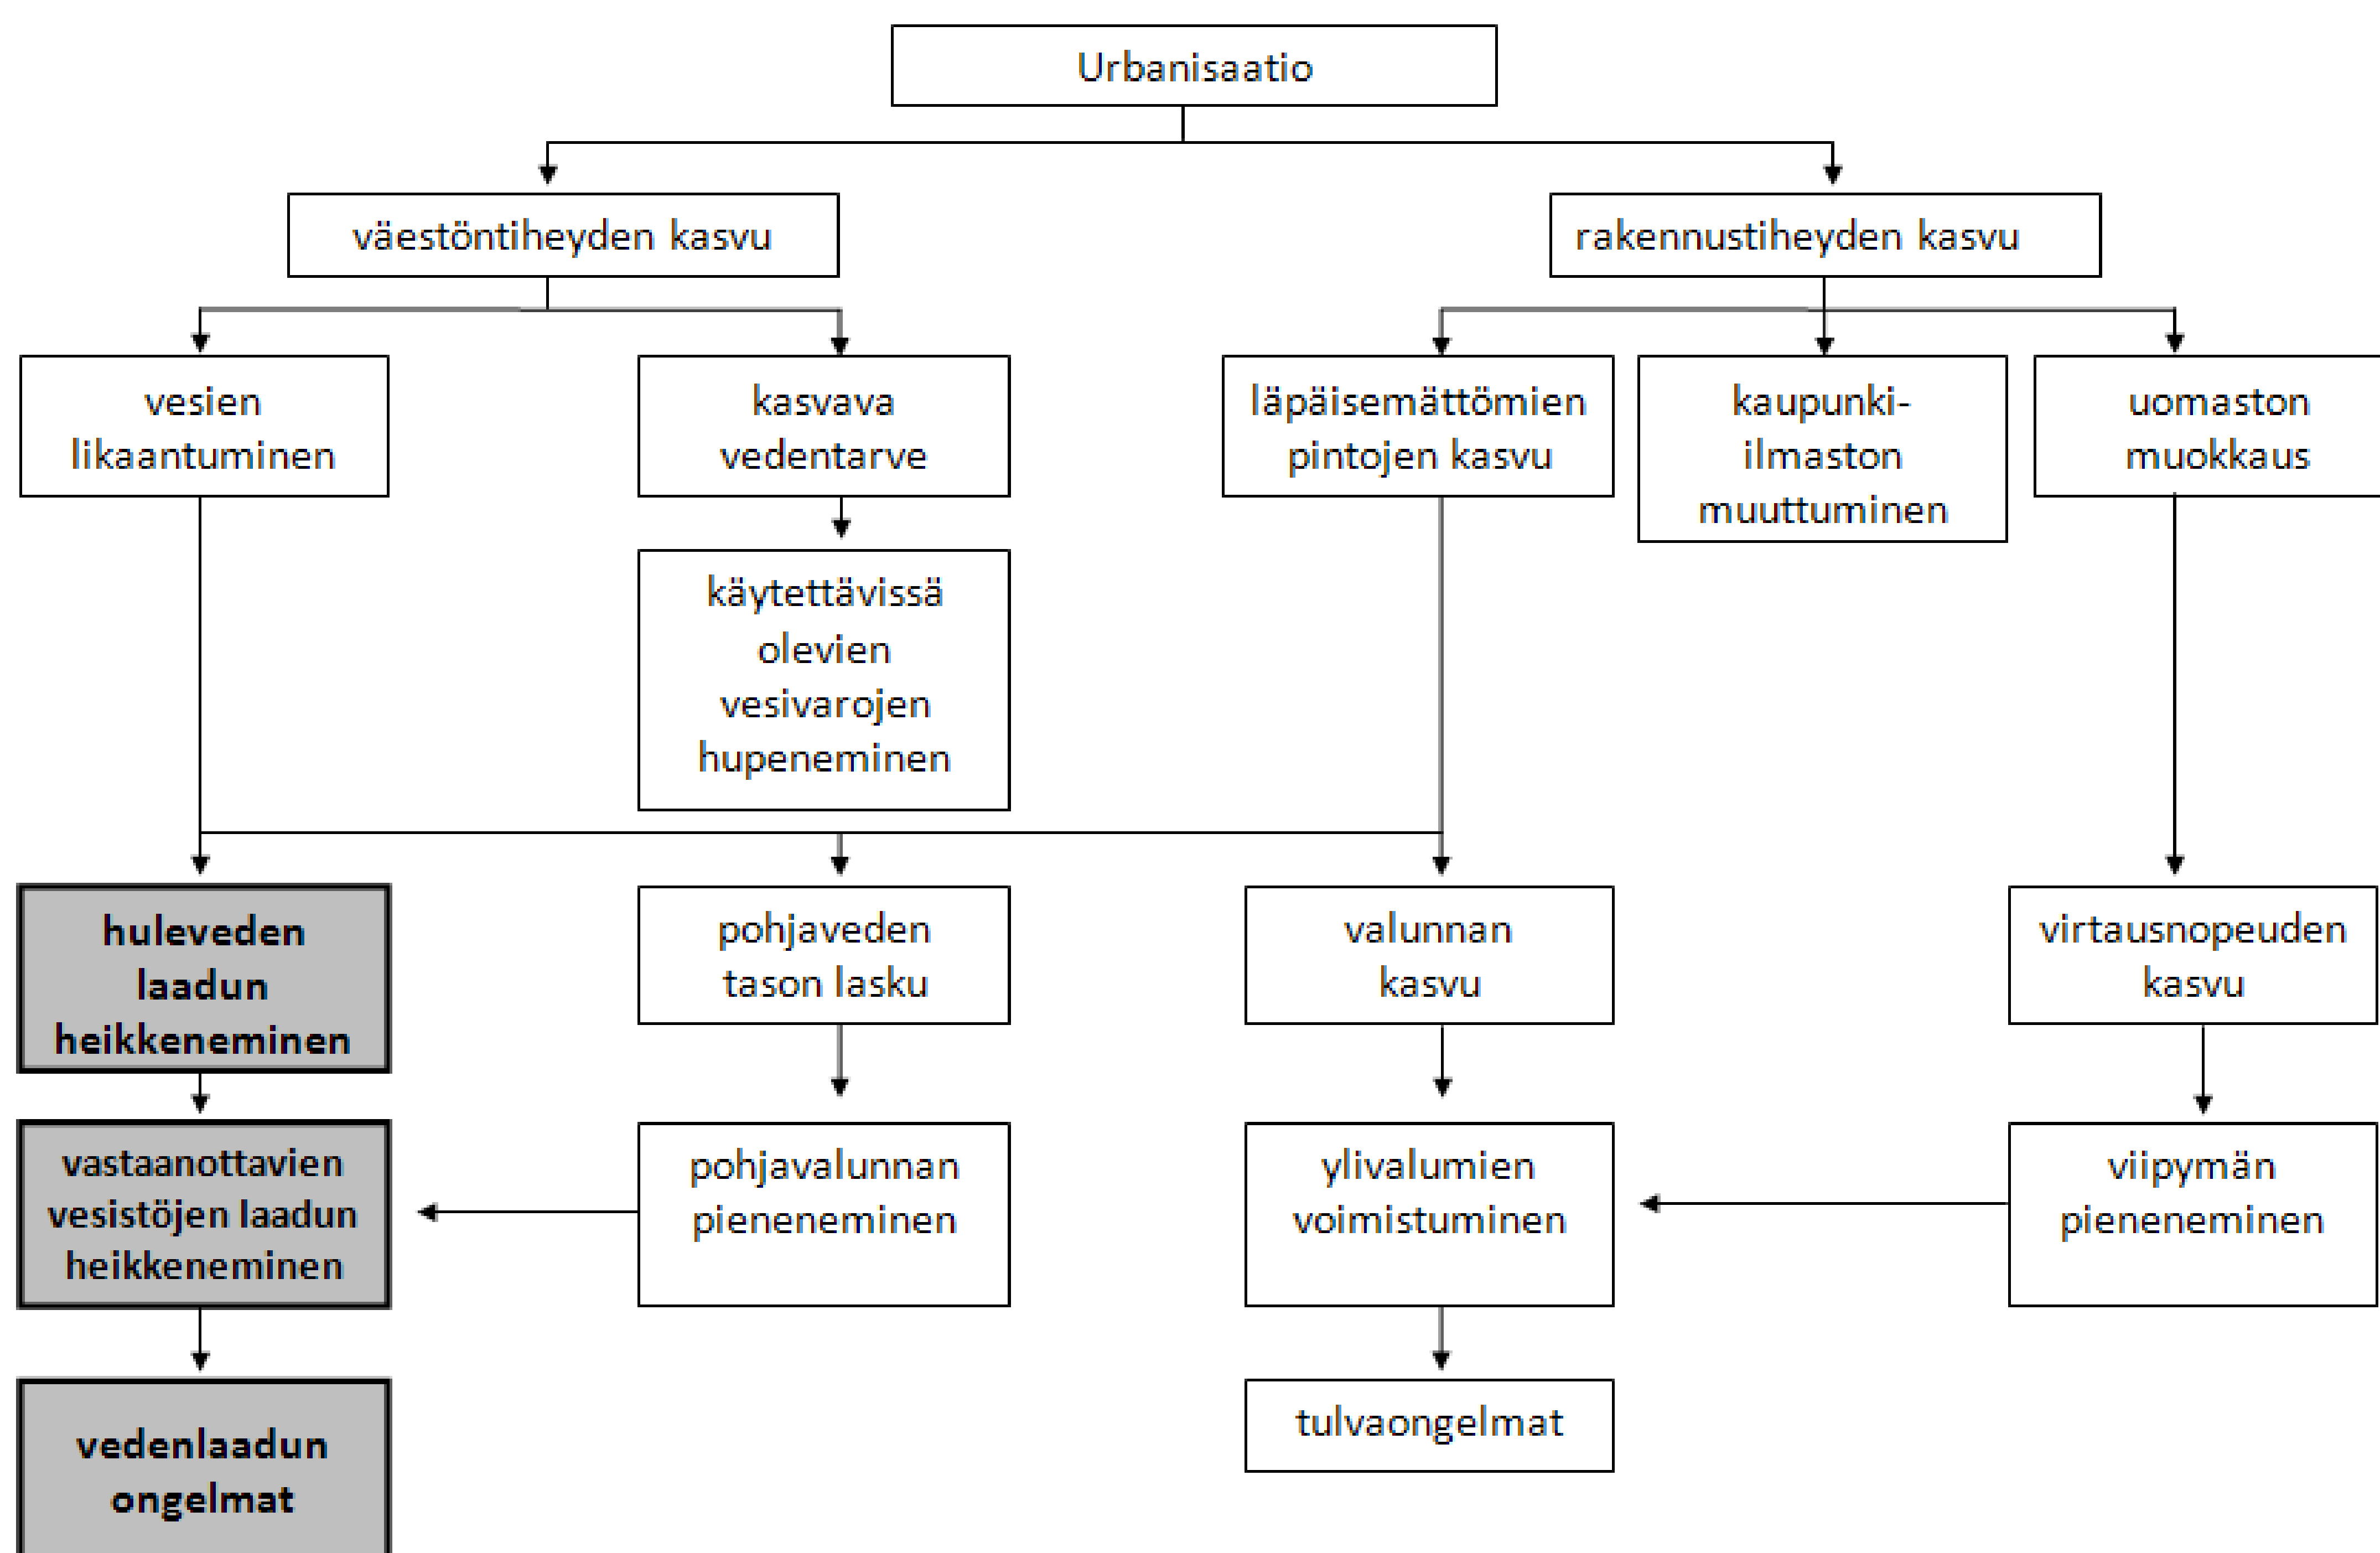 Urbanisaatio
väestöntiheyden kasvu
rakennustiheyden kasvu
vesien
likaantuminen
kasvava
vedentarve
läpäisemättömien
pintojen kasvu
kaupunki-
ilmaston
muuttuminen
uomaston
muokkaus
käytettävissä
olevien
vesivarojen
hupeneminen
huleveden
laadun
heikkeneminen
pohjaveden
tason lasku
valunnan
kasvu
virtausnopeuden
kasvu
vastaanottavien
vesistöjen laadun
heikkeneminen
pohjavalunnan
pieneneminen
ylivalumien
voimistuminen
viipymän
pieneneminen
vedenlaadun
ongelmat
tulvaongelmat